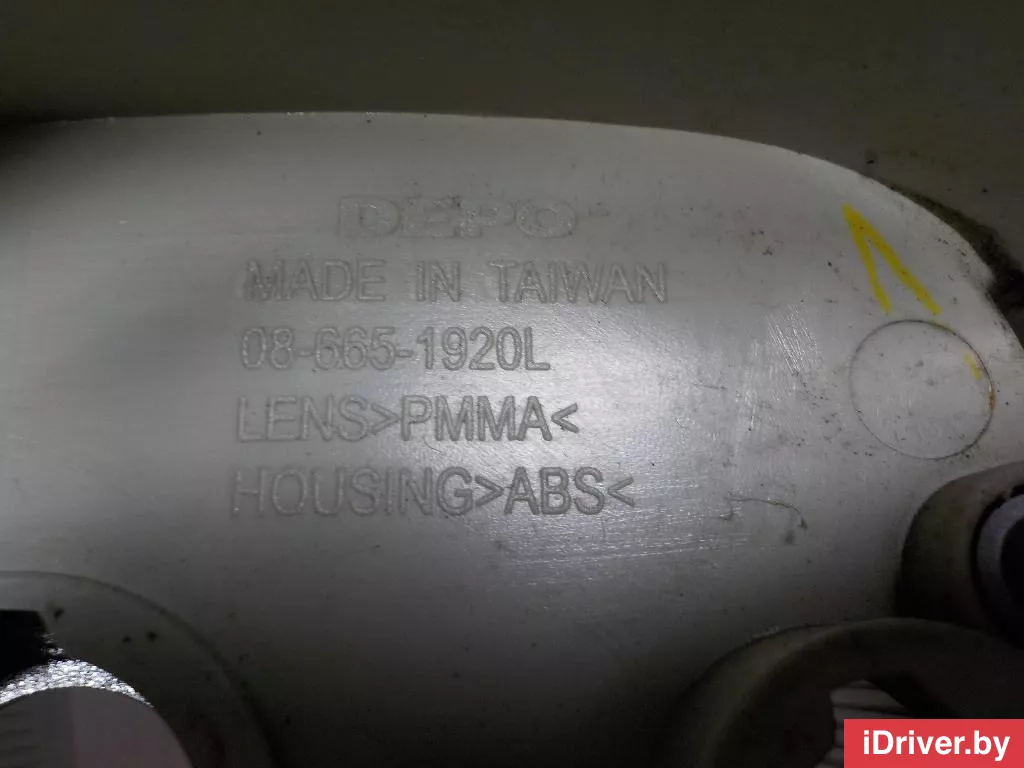 DEPO
MADE IN TAIWAN
08-665-1920L
LENS>PMMA<
HOUSING>ABS<
iDriver.by